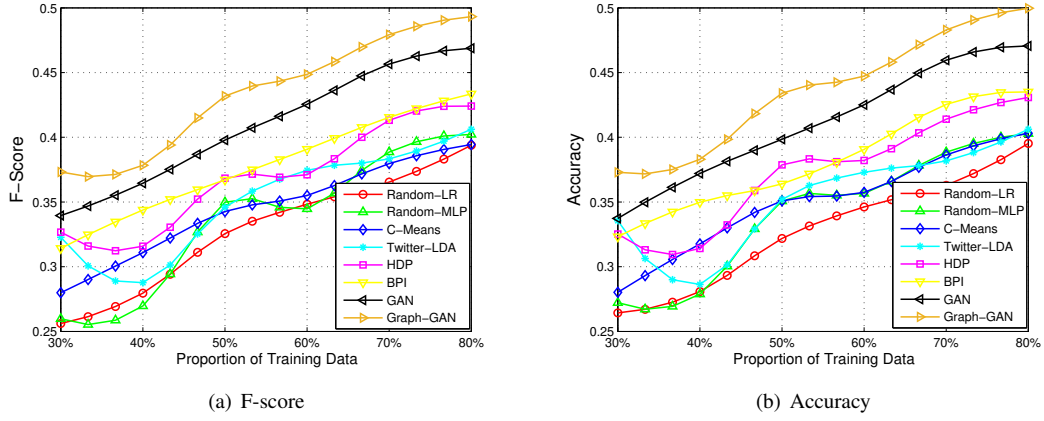 0.5
0.45
0.4
0.35
0.3
0.25
F-Score
30% 40% 50% 60% 70% 80%
Proportion of Training Data
Random-LR
Random-MLP
C-Means
Twitter-LDA
HDP
BPI
GAN
Graph-GAN
(a) F-score
0.5
0.45
0.4
0.35
0.3
0.25
Accuracy
30% 40% 50% 60% 70% 80%
Proportion of Training Data
Random-LR
Random-MLP
C-Means
Twitter-LDA
HDP
BPI
GAN
Graph-GAN
(b) Accuracy